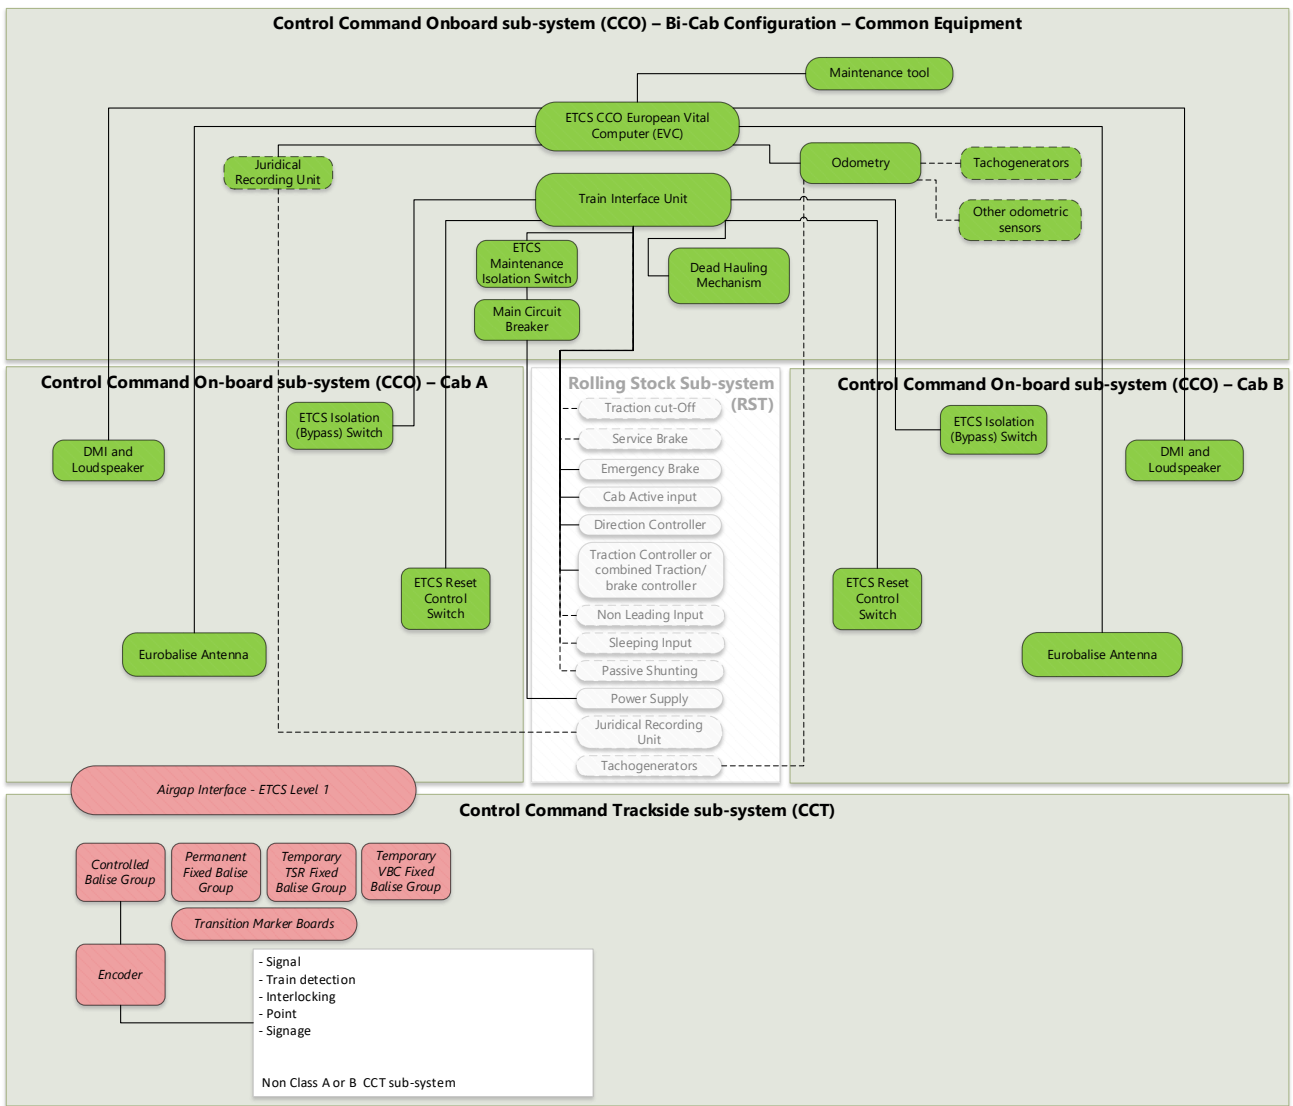 Control Command Onboard sub-system (CCO) – Bi-Cab Configuration – Common Equipment
Maintenance tool
ETCS CCO European Vital
Computer (EVC)
Juridical
Recording Unit
Odometry
Tachogenerators
Train Interface Unit
Other odometric
sensors
ETCS
Maintenance
Isolation Switch
Dead Hauling
Mechanism
Main Circuit
Breaker
Control Command On-board sub-system (CCO) – Cab A
ETCS Isolation
(Bypass) Switch
DMI and
Loudspeaker
ETCS Reset
Control
Switch
Eurobalise Antenna
Rolling Stock Sub-system
(RST)
Traction cut-Off
Service Brake
Emergency Brake
Cab Active input
Direction Controller
Traction Controller or
combined Traction/
brake controller
Non Leading Input
Sleeping Input
Passive Shunting
Power Supply
Juridical Recording
Unit
Tachogenerators
Control Command On-board sub-system (CCO) – Cab B
ETCS Isolation
(Bypass) Switch
DMI and
Loudspeaker
ETCS Reset
Control
Switch
Eurobalise Antenna
Airgap Interface - ETCS Level 1
Control Command Trackside sub-system (CCT)
Controlled
Balise Group
Permanent
Fixed Balise
Group
Temporary
TSR Fixed
Balise Group
Temporary
VBC Fixed
Balise Group
Transition Marker Boards
Encoder
- Signal
- Train detection
- Interlocking
- Point
- Signage
Non Class A or B CCT sub-system